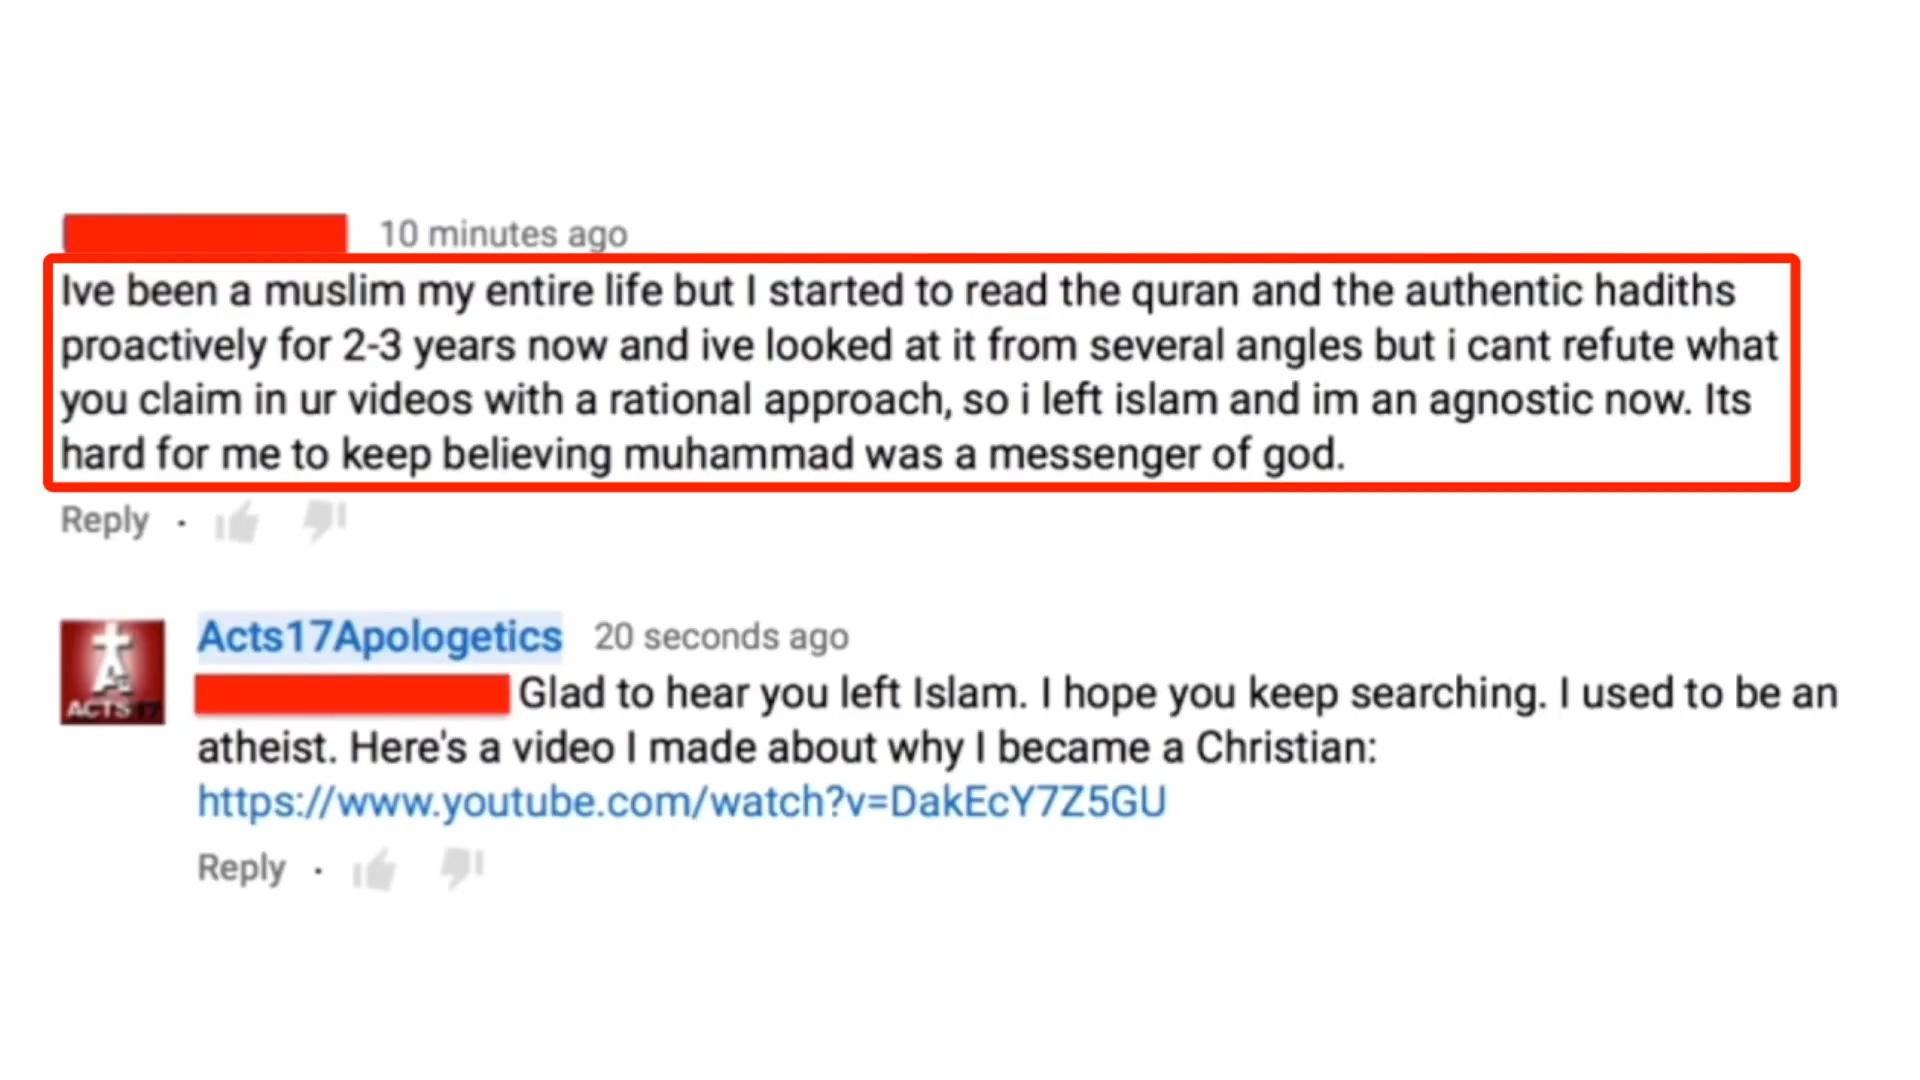 10 minutes ago
Ive been a muslim my entire life but I started to read the quran and the authentic hadiths
proactively for 2-3 years now and ive looked at it from several angles but i cant refute what
you claim in ur videos with a rational approach, so i left islam and im an agnostic now. Its
hard for me to keep believing muhammad was a messenger of god.
Reply ·
Acts17Apologetics 20 seconds ago
Glad to hear you left Islam. I hope you keep searching. I used to be an
atheist. Here's a video I made about why I became a Christian:
https://www.youtube.com/watch?v=DakEcY7Z5GU
ACTS 17
Reply ·